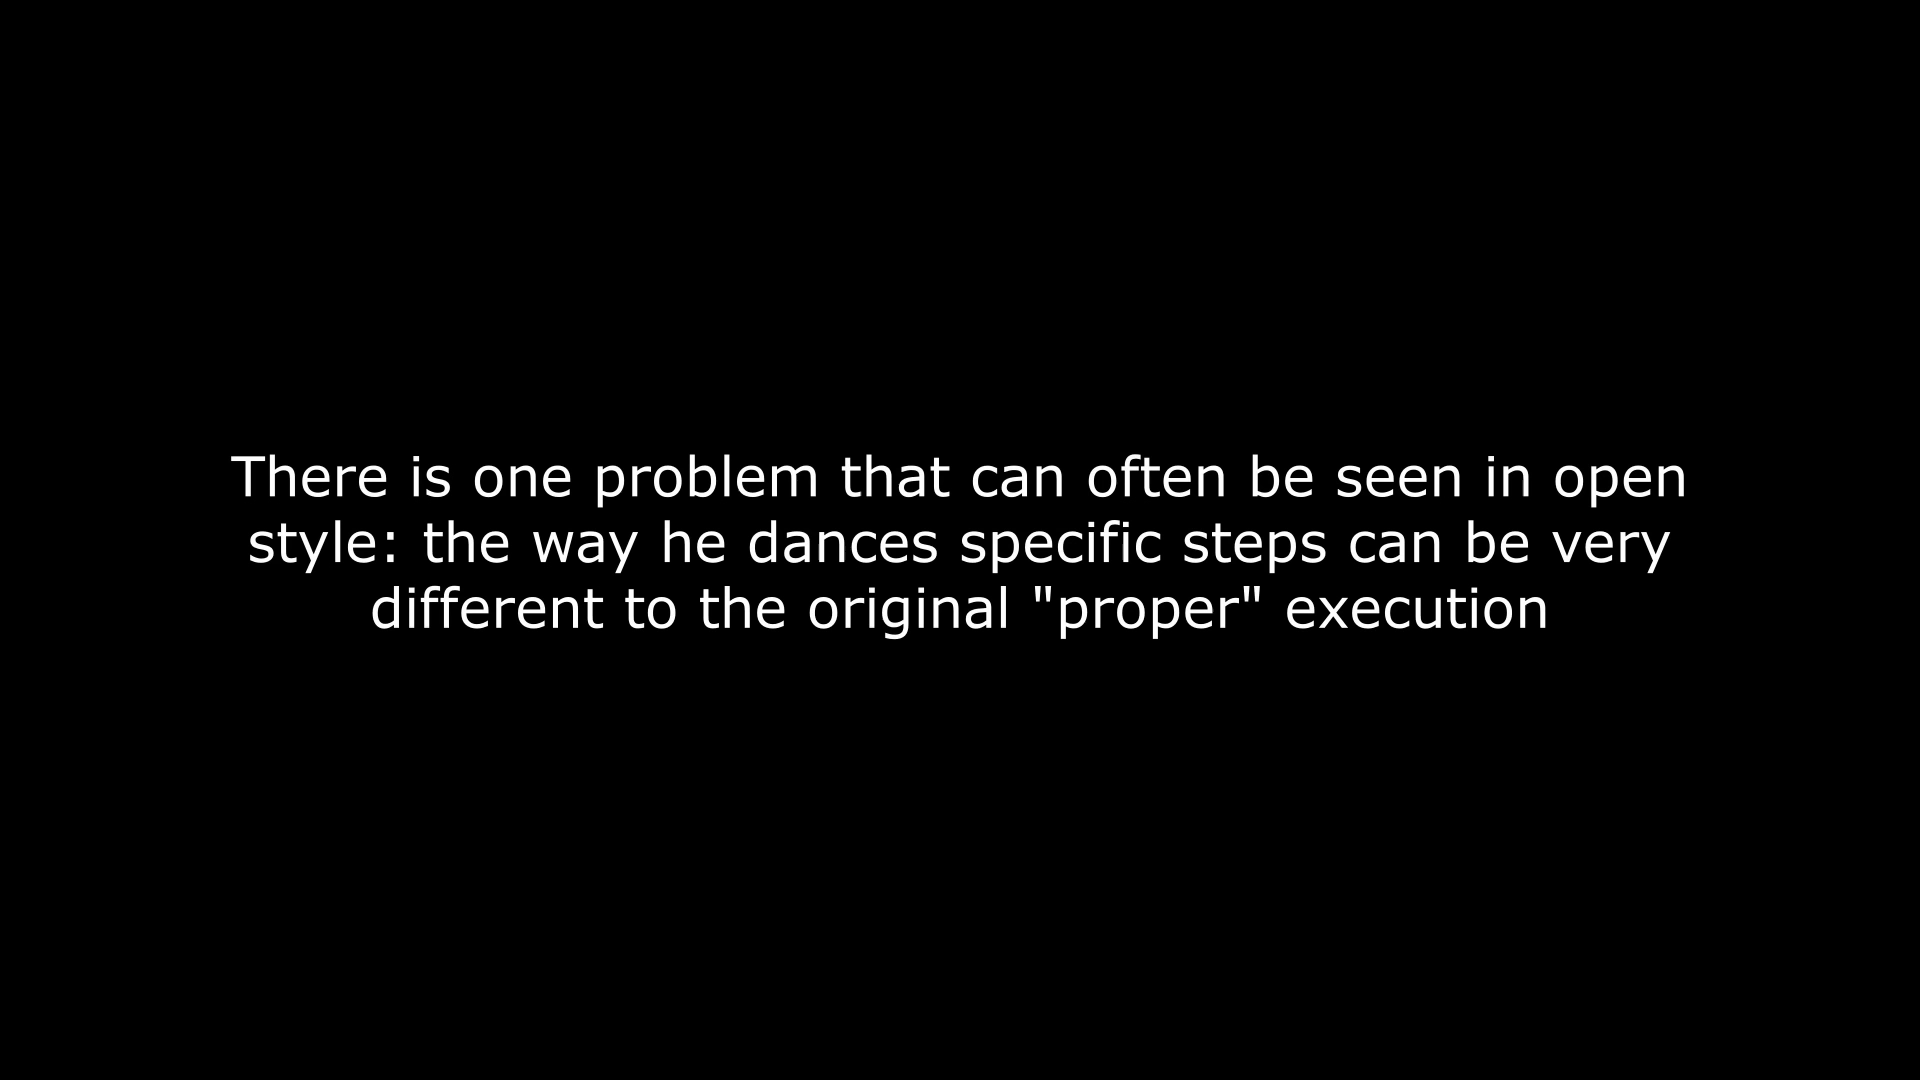 There is one problem that can often be seen in open
style: the way he dances specific steps can be very
different to the original "proper" execution